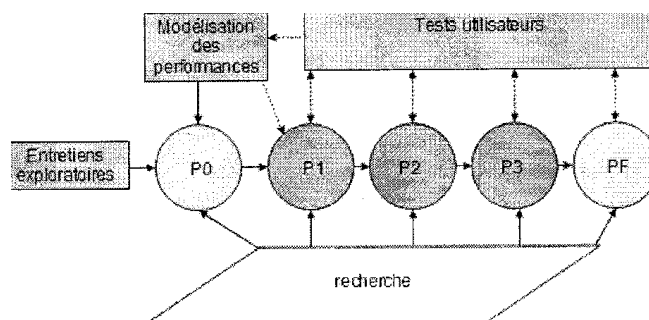 Modélisation
des
performances
Tests utilisateurs
Entretiens
exploratoires
P0
P1
P2
P3
PF
recherche